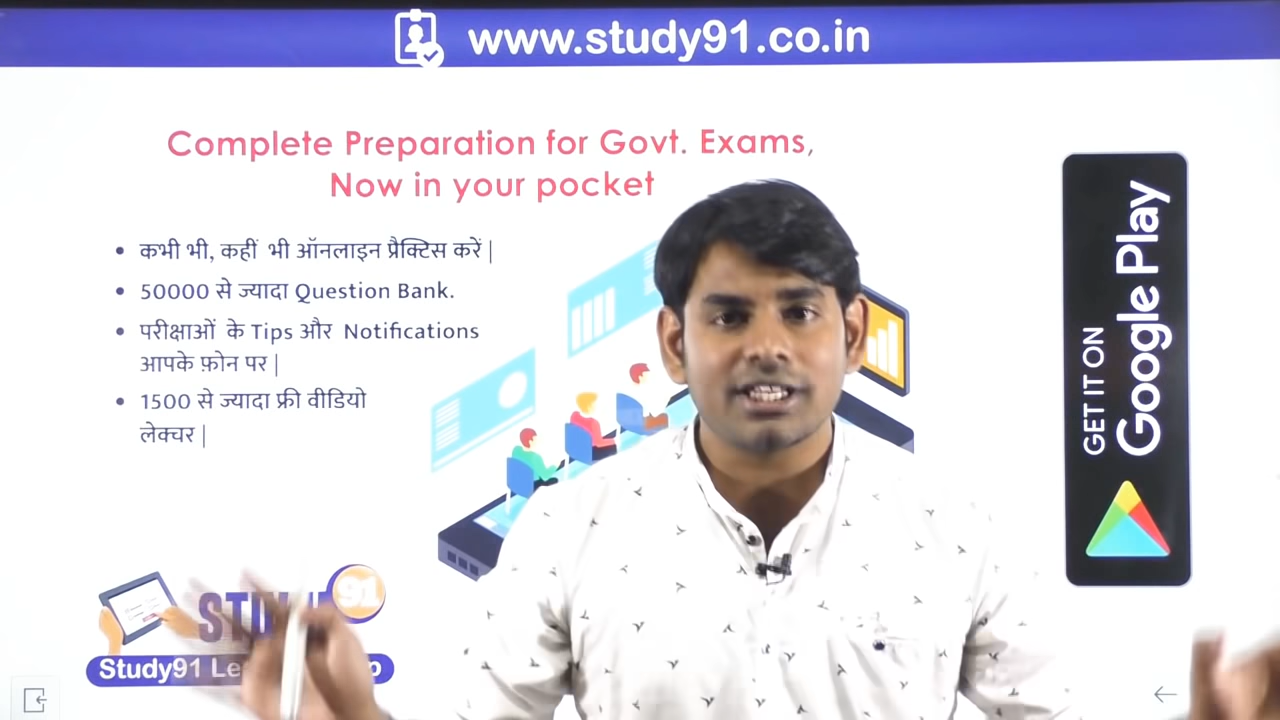 www.study91.co.in
Complete Preparation for Govt. Exams,
Now in your pocket
कभी भी, कहीं भी ऑनलाइन प्रैक्टिस करें |
50000 से ज्यादा Question Bank.
परीक्षाओं के Tips और Notifications
आपके फ़ोन पर |
1500 से ज्यादा फ्री वीडियो
लेक्चर |
GET IT ON
Google Play
91
Study91